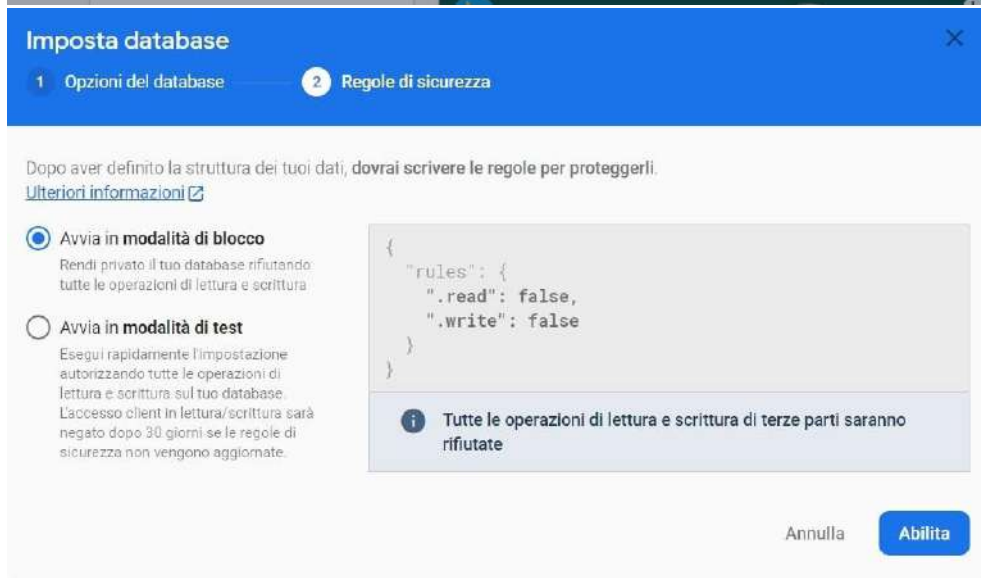 Imposta database
1 Opzioni del database 2 Regole di sicurezza
Dopo aver definito la struttura dei tuoi dati, dovrai scrivere le regole per proteggerli.
Ulteriori informazioni
Avvia in modalità di blocco
Rendi privato il tuo database rifiutando
tutte le operazioni di lettura e scrittura
Avvia in modalità di test
Esegui rapidamente l'impostazione
autorizzando tutte le operazioni di
lettura e scrittura sul tuo database.
L'accesso client in lettura/scrittura sarà
negato dopo 30 giorni se le regole di
sicurezza non vengono aggiornate.
{
"rules": {
".read": false,
".write": false
}
}
Tutte le operazioni di lettura e scrittura di terze parti saranno
rifiutate
Annulla Abilita